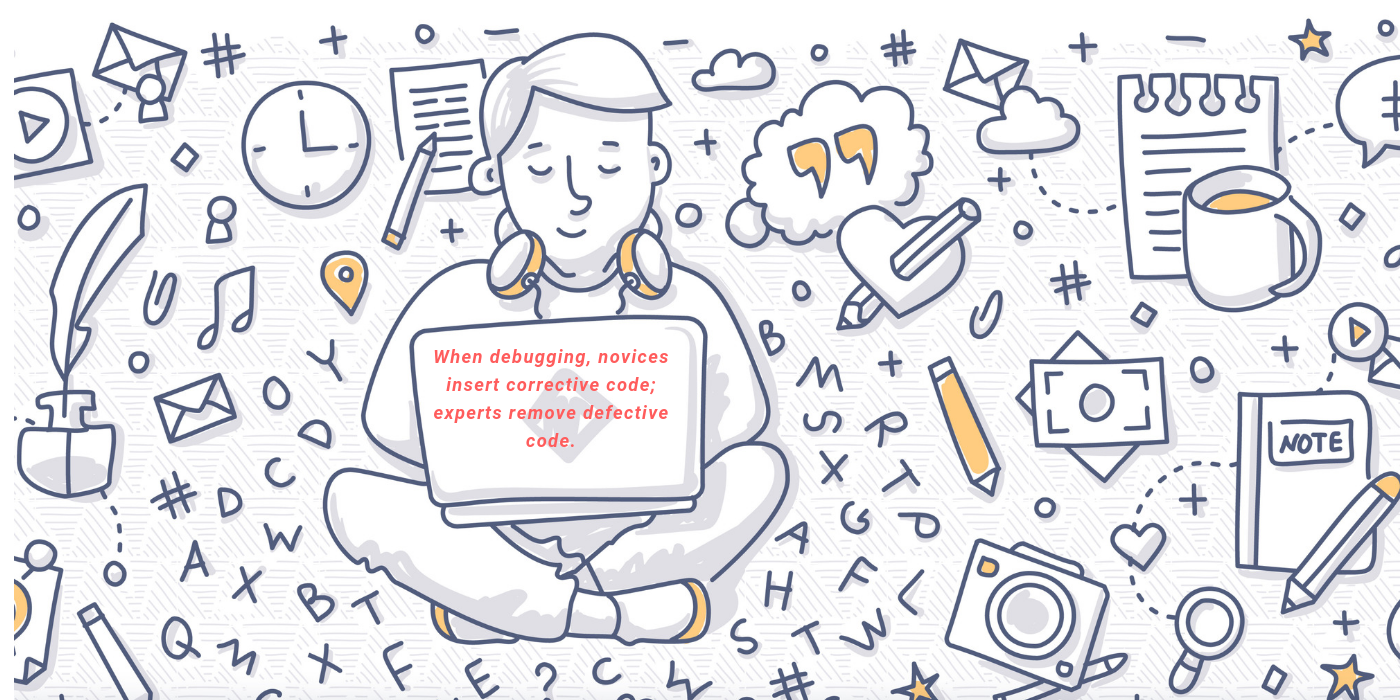 When debugging, novices
insert corrective code;
experts remove defective
code.
NOTE
#
#
#
#
#
Y
O
D
C
D
W
A
X
B
T
Q
M
X
F
E
?
C
B
M
S
R
X
T
G
P
A
H
F
L
S
T
W